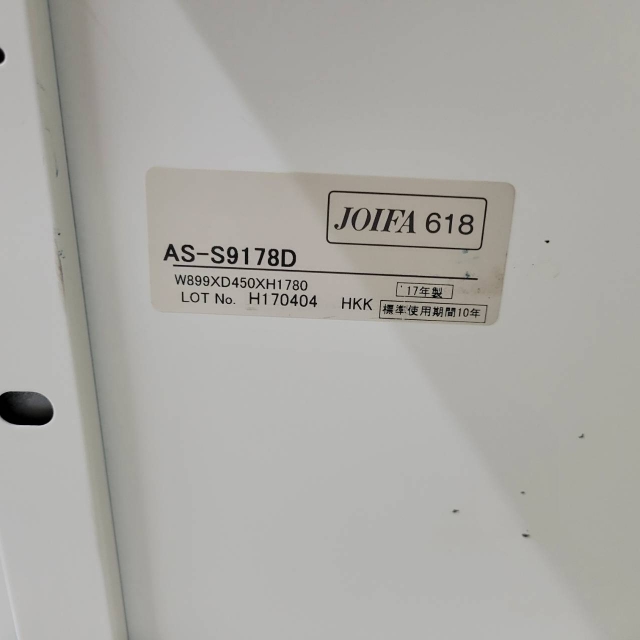 JOIFA 618
AS-S9178D
W899XD450XH1780
'17年製
LOT No. H170404 HKK
標準使用期間10年